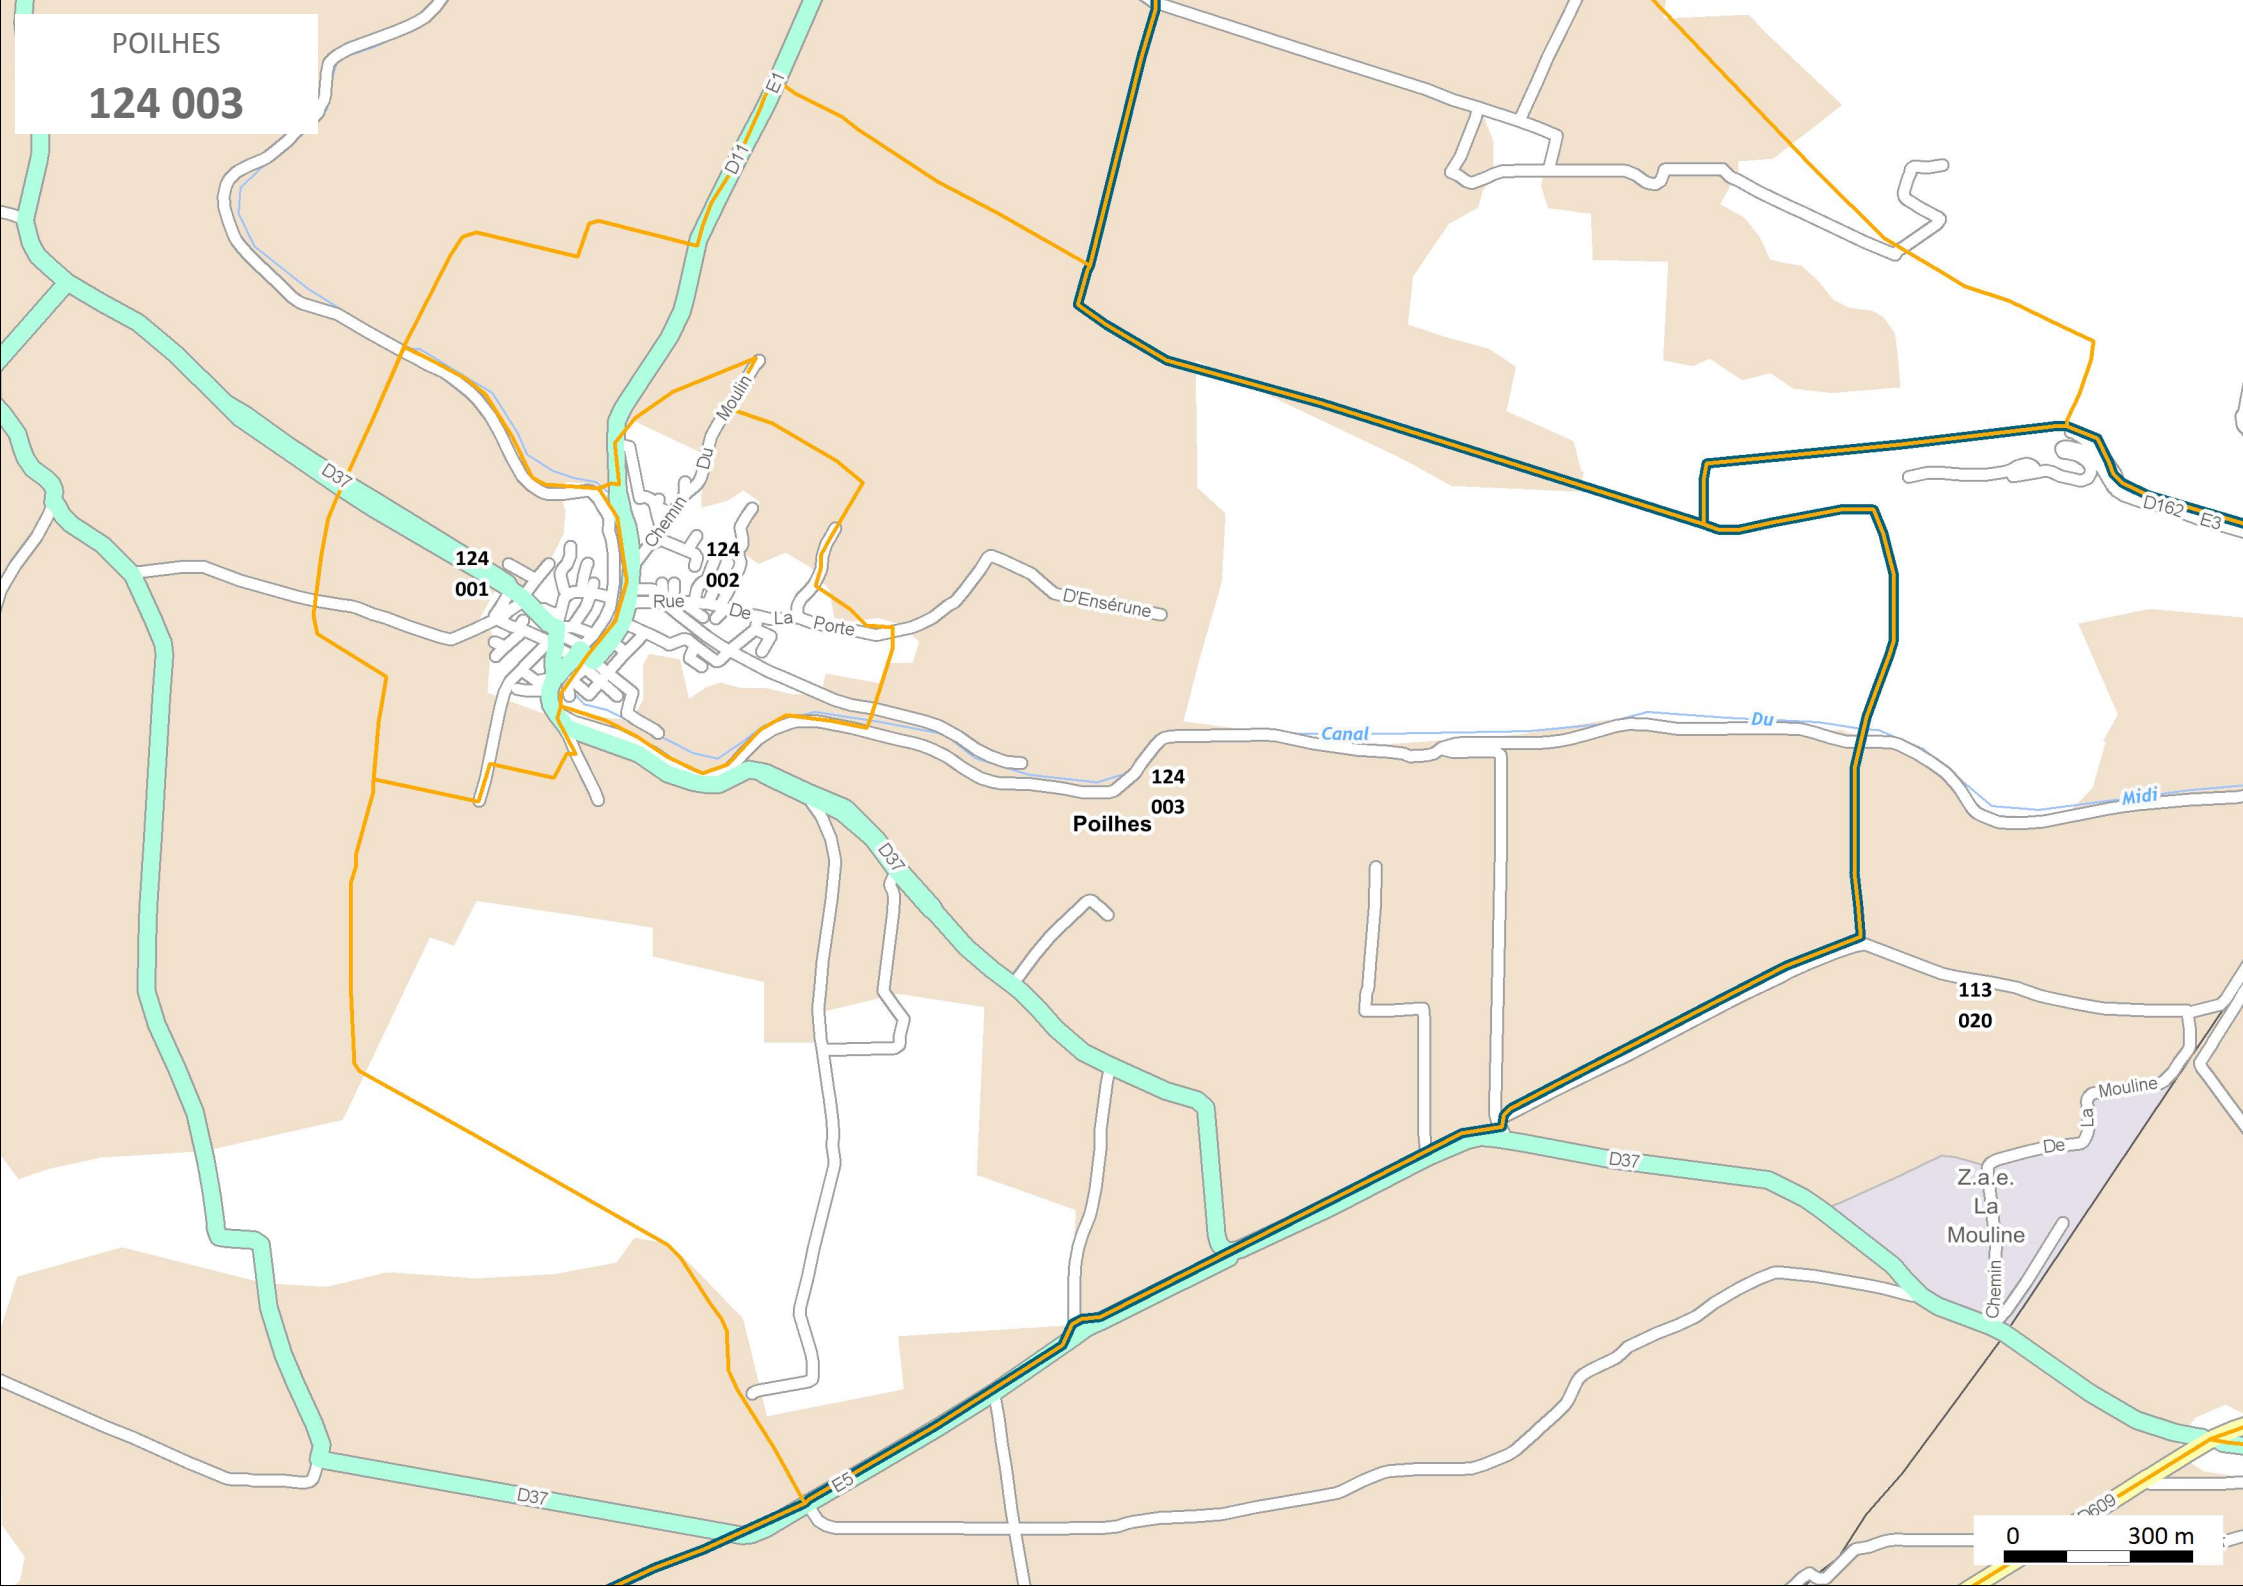 POILHES
124 003
E1
D11
D37
Chemin Du Moulin
124
001
124
002
Rue De La Porte
D'Ensérune
D162 E3
Canal Du Midi
124
003
Poilhes
D37
113
020
Chemin De La Mouline
D37
Z.a.e.
La
Mouline
E5
D37
D609
0 300 m